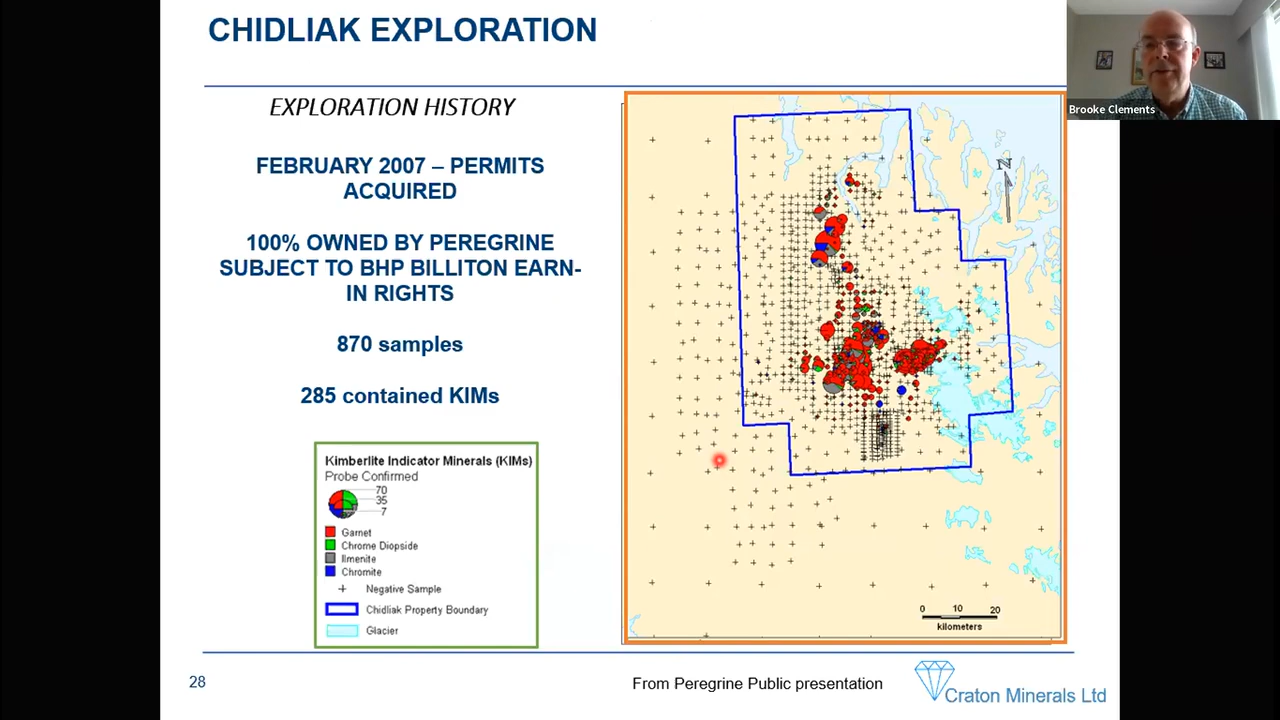 CHIDLIAK EXPLORATION
Brooke Clements
EXPLORATION HISTORY
FEBRUARY 2007 – PERMITS
ACQUIRED
100% OWNED BY PEREGRINE
SUBJECT TO BHP BILLITON EARN-
IN RIGHTS
870 samples
285 contained KIMs
Kimberlite Indicator Minerals (KIMs)
Probe Confirmed
70
35
7
Garnet
Chrome Diopside
Ilmenite
Chromite
Negative Sample
Chidliak Property Boundary
Glacier
N
0 10 20
kilometers
28
From Peregrine Public presentation
Craton Minerals Ltd